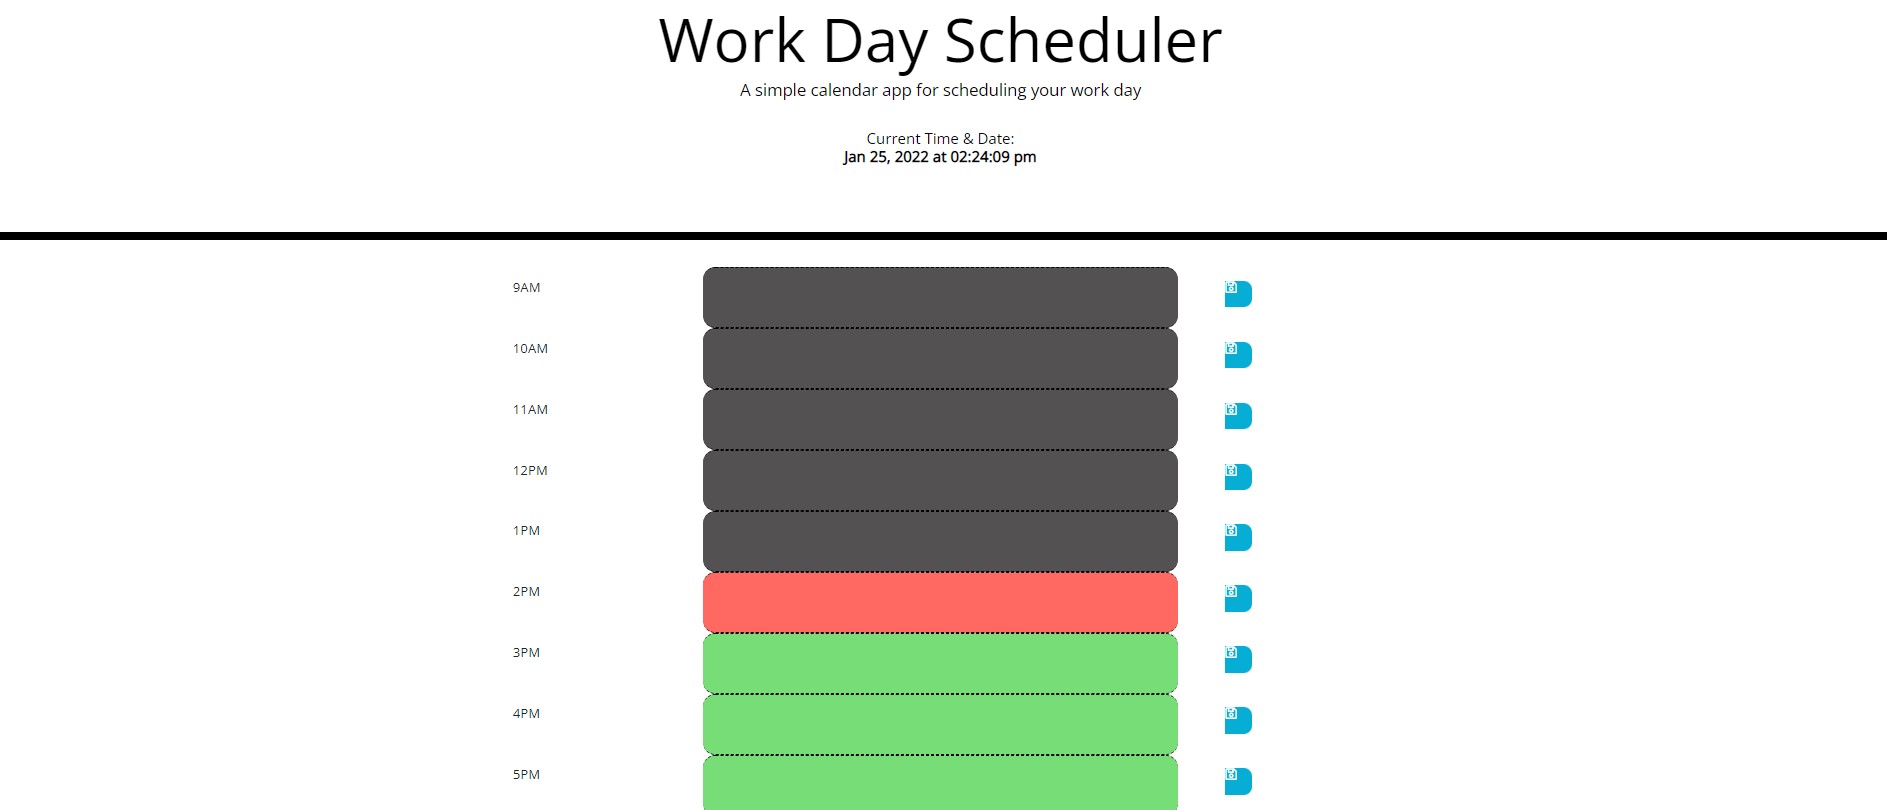 Work Day Scheduler
A simple calendar app for scheduling your work day
Current Time & Date:
Jan 25, 2022 at 02:24:09 pm
9AM
10AM
11AM
12PM
1PM
2PM
3PM
4PM
5PM